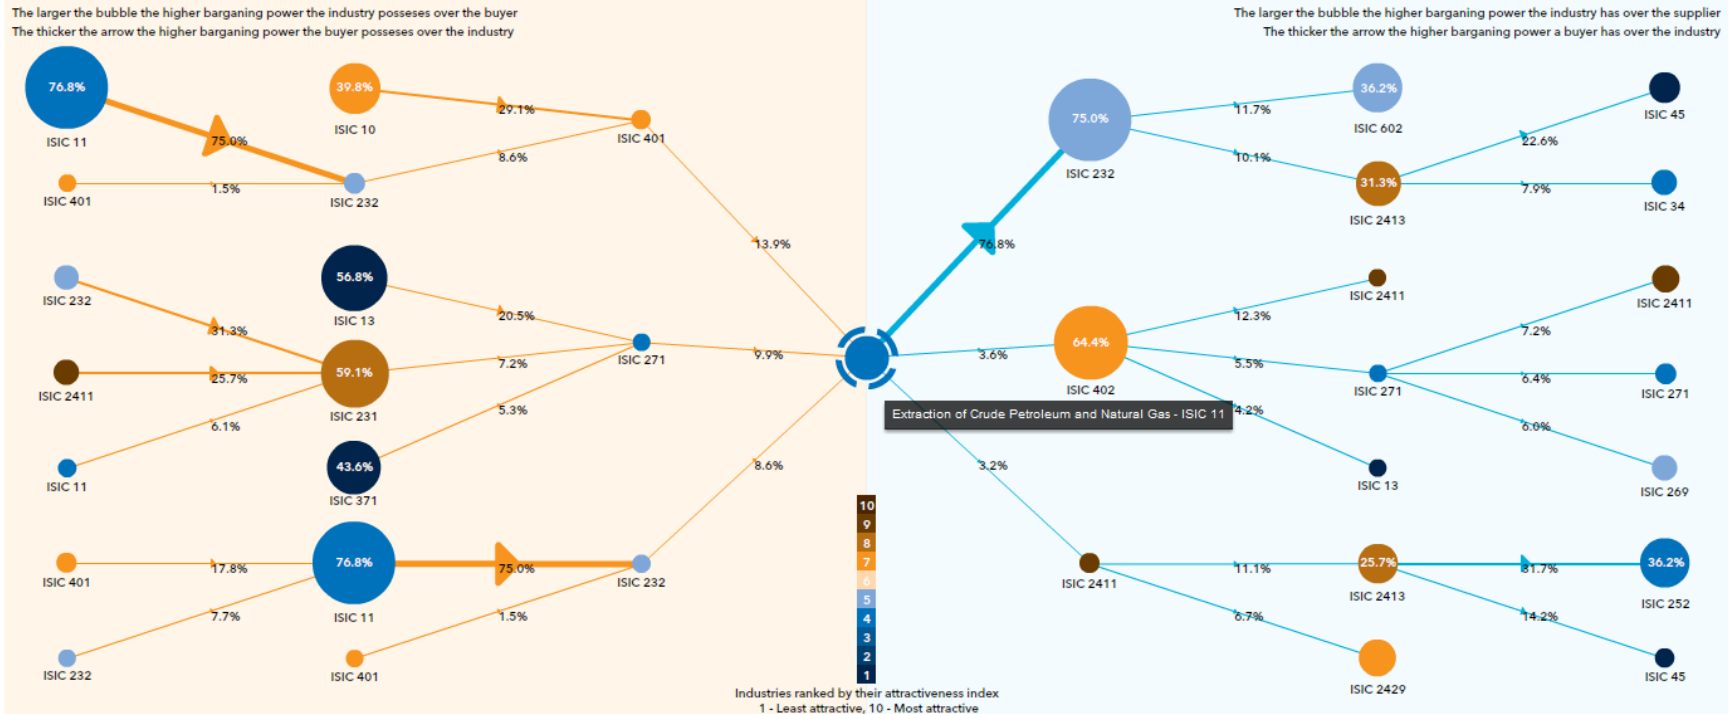 The larger the bubble the higher barganing power the industry posseses over the buyer
The thicker the arrow the higher barganing power the buyer posseses over the industry
The larger the bubble the higher barganing power the industry has over the supplier
The thicker the arrow the higher barganing power a buyer has over the industry
76.8%
ISIC 11
75.0%
ISIC 401
1.5%
ISIC 232
39.8%
ISIC 10
29.1%
8.6%
ISIC 401
13.9%
ISIC 232
31.3%
ISIC 2411
25.7%
ISIC 11
6.1%
56.8%
ISIC 13
20.5%
59.1%
ISIC 231
7.2%
43.6%
ISIC 371
5.3%
ISIC 271
9.9%
ISIC 401
17.8%
ISIC 232
7.7%
76.8%
ISIC 11
75.0%
ISIC 401
1.5%
ISIC 232
8.6%
Extraction of Crude Petroleum and Natural Gas - ISIC 11
76.8%
75.0%
ISIC 232
11.7%
10.1%
36.2%
ISIC 602
31.3%
ISIC 2413
22.6%
7.9%
ISIC 45
ISIC 34
3.6%
64.4%
ISIC 402
12.3%
5.5%
4.2%
ISIC 2411
ISIC 271
ISIC 13
7.2%
6.4%
6.0%
ISIC 2411
ISIC 271
ISIC 269
3.2%
ISIC 2411
11.1%
6.7%
25.7%
ISIC 2413
ISIC 2429
31.7%
14.2%
36.2%
ISIC 252
ISIC 45
10
9
8
7
6
5
4
3
2
1
Industries ranked by their attractiveness index
1 - Least attractive, 10 - Most attractive